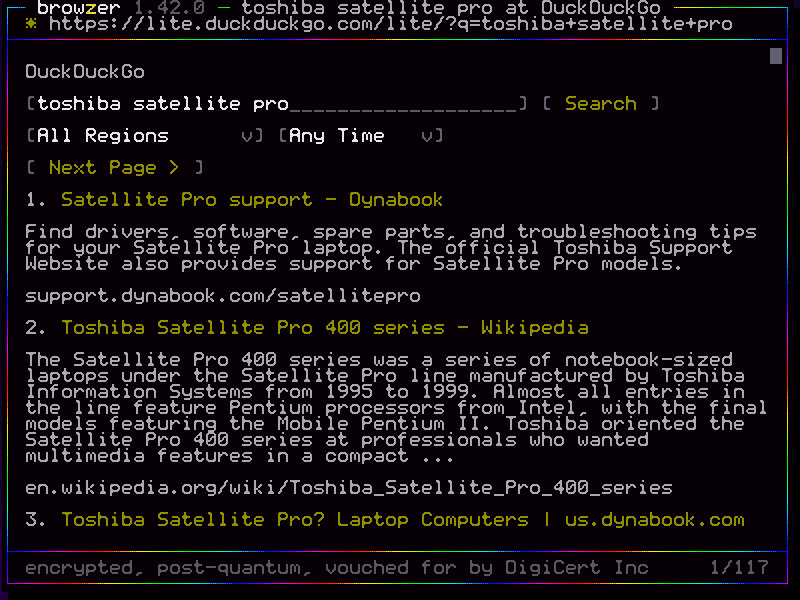 browzer 1.42.0 — toshiba satellite pro at DuckDuckGo
* https://lite.duckduckgo.com/lite/?q=toshiba+satellite+pro
DuckDuckGo
[toshiba satellite pro___________________] [ Search ]
[All Regions      v] [Any Time   v]
[ Next Page > ]
1. Satellite Pro support - Dynabook
Find drivers, software, spare parts, and troubleshooting tips
for your Satellite Pro laptop. The official Toshiba Support
Website also provides support for Satellite Pro models.
support.dynabook.com/satellitepro
2. Toshiba Satellite Pro 400 series - Wikipedia
The Satellite Pro 400 series was a series of notebook-sized
laptops under the Satellite Pro line manufactured by Toshiba
Information Systems from 1995 to 1999. Almost all entries in
the line feature Pentium processors from Intel, with the final
models featuring the Mobile Pentium II. Toshiba oriented the
Satellite Pro 400 series at professionals who wanted
multimedia features in a compact ...
en.wikipedia.org/wiki/Toshiba_Satellite_Pro_400_series
3. Toshiba Satellite Pro? Laptop Computers | us.dynabook.com
encrypted, post-quantum, vouched for by DigiCert Inc     1/117